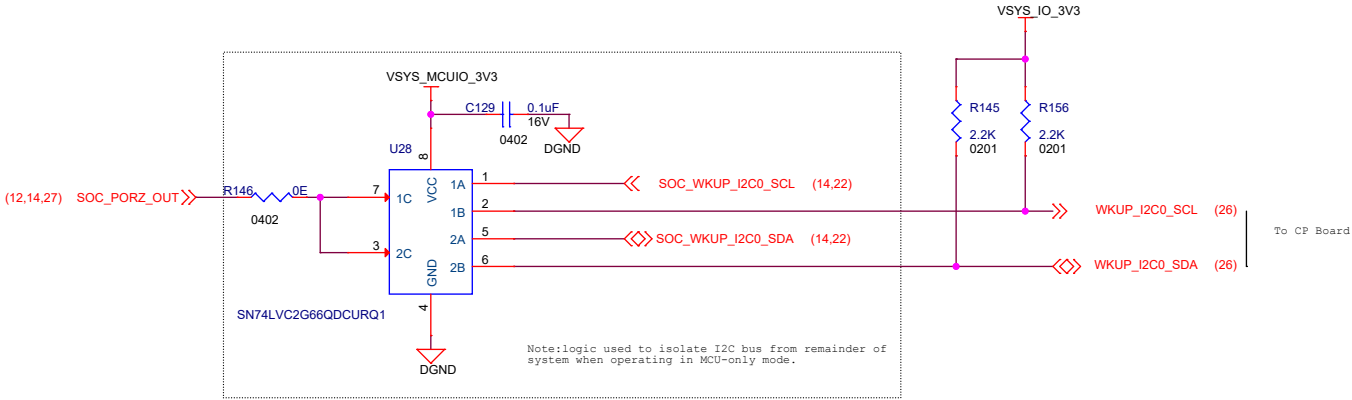 VSYS_IO_3V3
VSYS_MCUIO_3V3
C129 0.1uF
16V
0402
DGND
R145 R156
2.2K 2.2K
0201 0201
U28
8
VCC
(12,14,27) SOC_PORZ_OUT
R146 0E
0402
7 1C
3 2C
1A 1 SOC_WKUP_I2C0_SCL (14,22)
1B 2 WKUP_I2C0_SCL (26)
2A 5 SOC_WKUP_I2C0_SDA (14,22)
2B 6 WKUP_I2C0_SDA (26)
To CP Board
GND
4
SN74LVC2G66QDCURQ1
DGND
Note:logic used to isolate I2C bus from remainder of
system when operating in MCU-only mode.